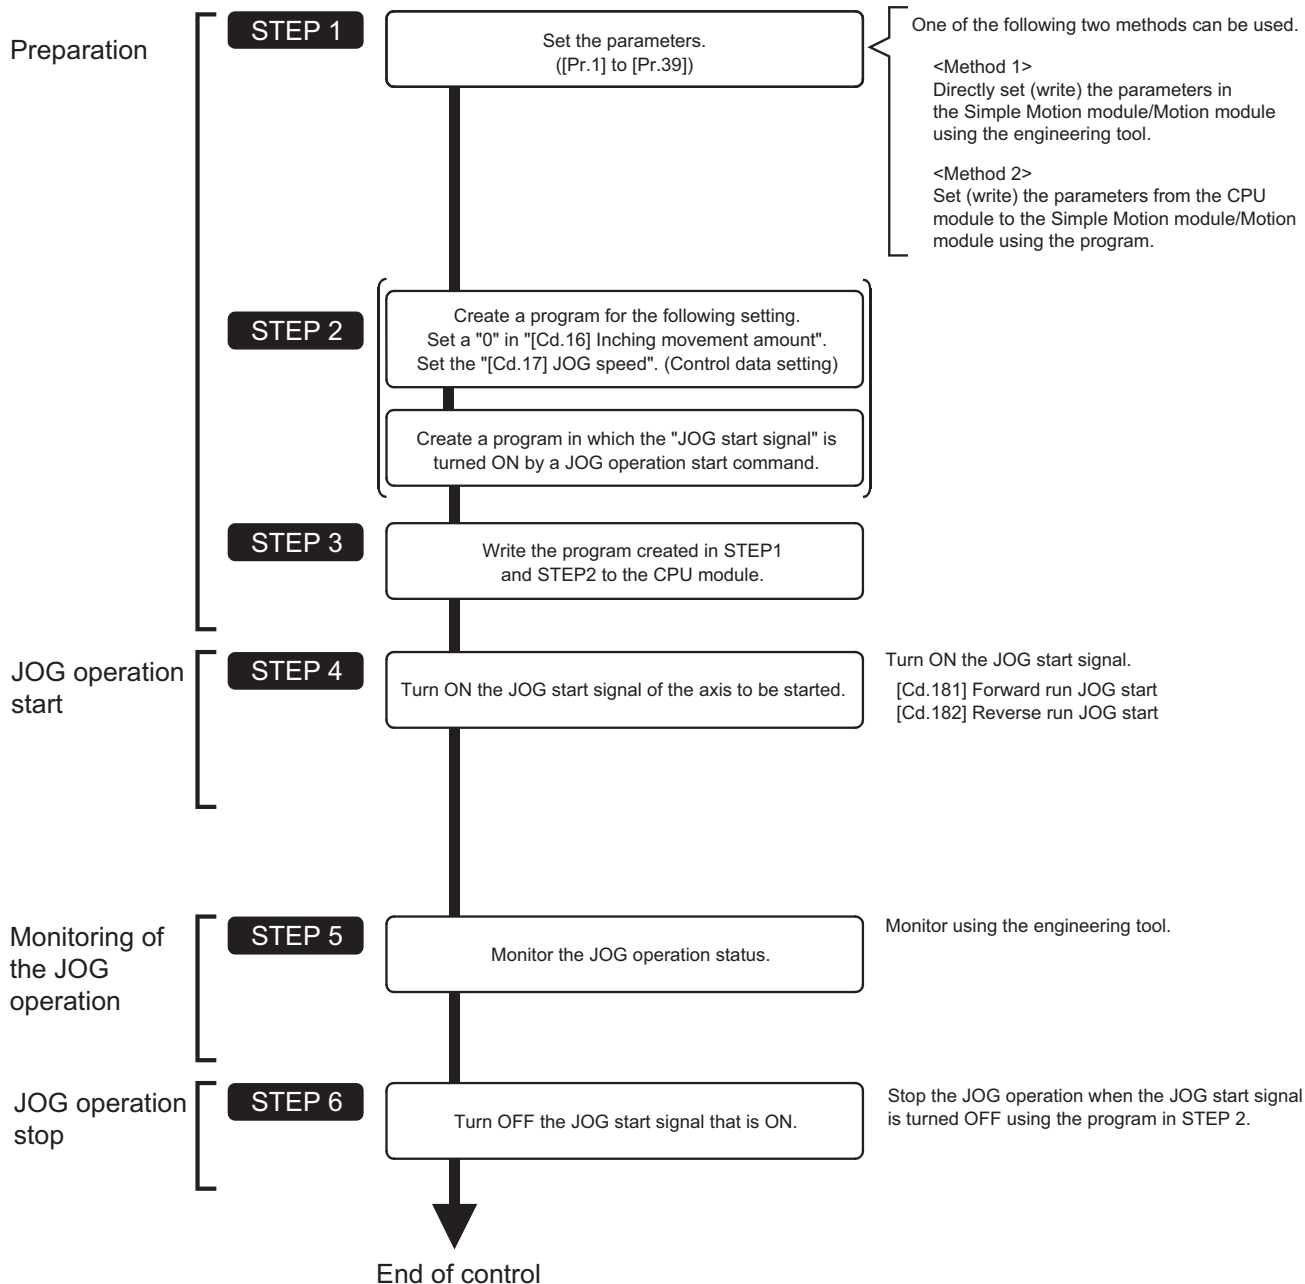 Preparation
STEP 1
Set the parameters.
([Pr.1] to [Pr.39])
One of the following two methods can be used.
<Method 1>
Directly set (write) the parameters in
the Simple Motion module/Motion module
using the engineering tool.
<Method 2>
Set (write) the parameters from the CPU
module to the Simple Motion module/Motion
module using the program.
STEP 2
Create a program for the following setting.
Set a "0" in "[Cd.16] Inching movement amount".
Set the "[Cd.17] JOG speed". (Control data setting)
Create a program in which the "JOG start signal" is
turned ON by a JOG operation start command.
STEP 3
Write the program created in STEP1
and STEP2 to the CPU module.
JOG operation
start
STEP 4
Turn ON the JOG start signal of the axis to be started.
Turn ON the JOG start signal.
[Cd.181] Forward run JOG start
[Cd.182] Reverse run JOG start
Monitoring of
the JOG
operation
STEP 5
Monitor the JOG operation status.
Monitor using the engineering tool.
JOG operation
stop
STEP 6
Turn OFF the JOG start signal that is ON.
Stop the JOG operation when the JOG start signal
is turned OFF using the program in STEP 2.
End of control